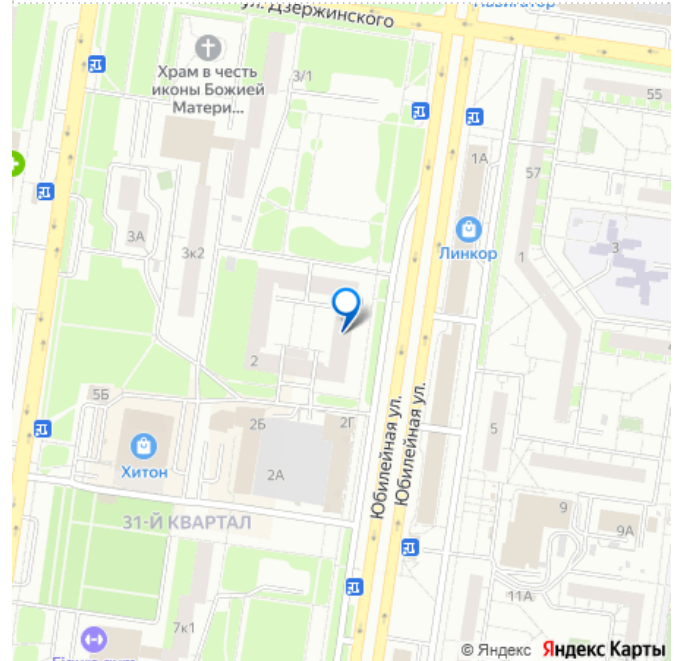 ул. Дзержинского
Навигатор
Храм в честь
иконы Божией
Матери...
3/1
55
1А
57
3А
3к2
Линкор
1
3
2
5Б
2Б
2Г
5
Хитон
2А
Юбилейная ул.
Юбилейная ул.
31-Й КВАРТАЛ
9
9А
11А
7к1
© Яндекс Яндекс Карты